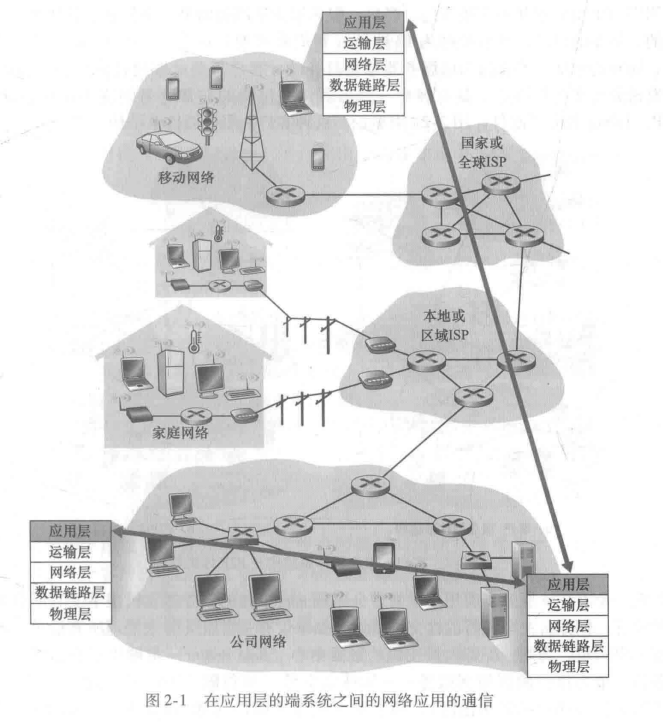 应用层
运输层
网络层
数据链路层
物理层
移动网络
国家或
全球ISP
本地或
区域ISP
家庭网络
应用层
运输层
网络层
数据链路层
物理层
公司网络
应用层
运输层
网络层
数据链路层
物理层
图2-1 在应用层的端系统之间的网络应用的通信